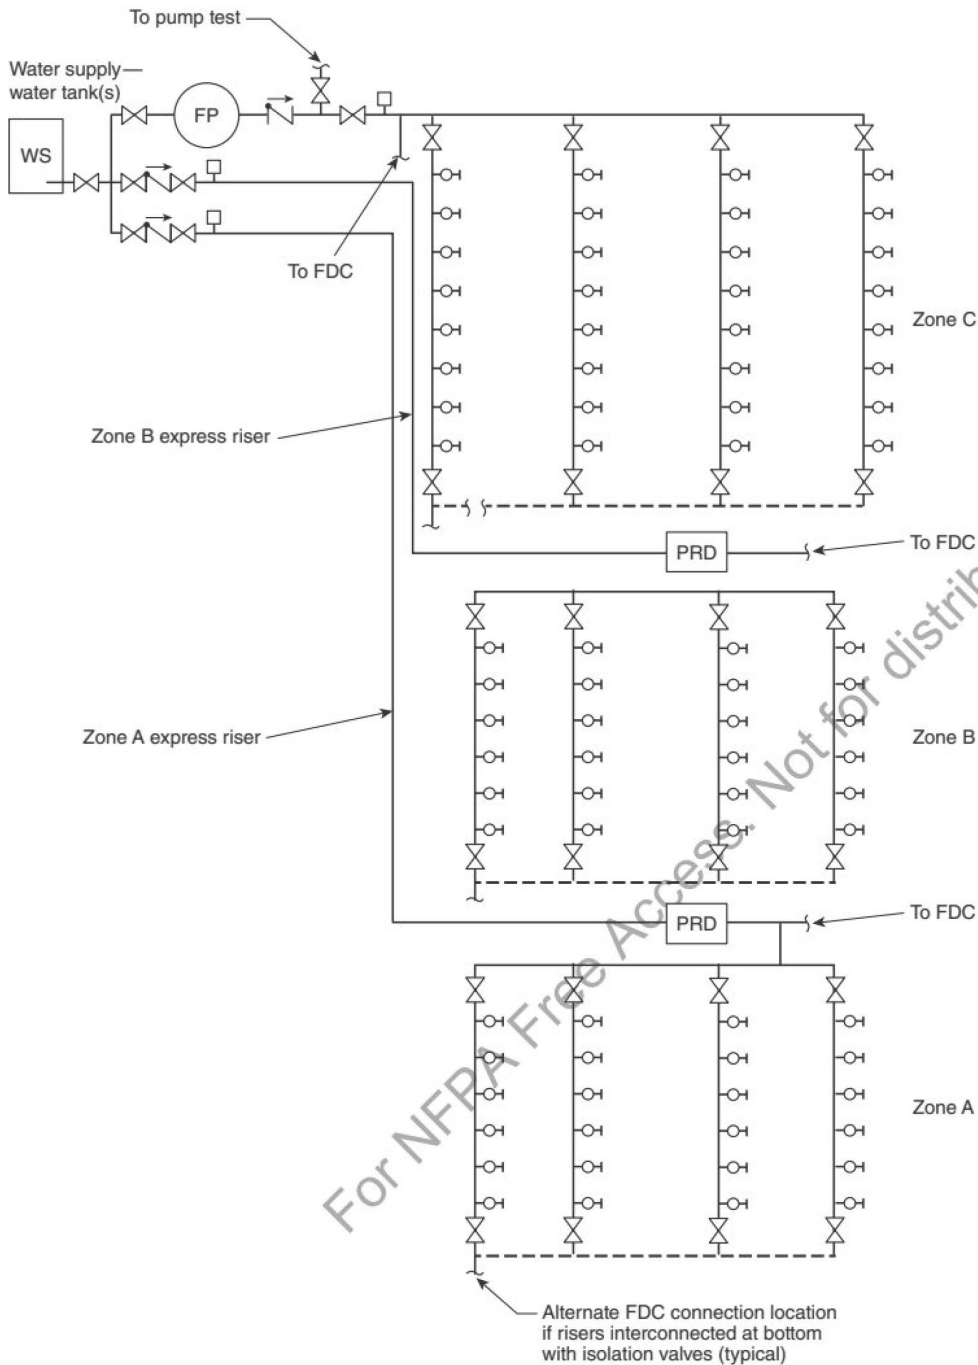 To pump test
Water supply—
water tank(s)
FP
WS
To FDC
Zone C
Zone B express riser
To FDC
PRD
Zone A express riser
Zone B
To FDC
PRD
Zone A
For NFPA Free Access. Not for distrib
Alternate FDC connection location
if risers interconnected at bottom
with isolation valves (typical)